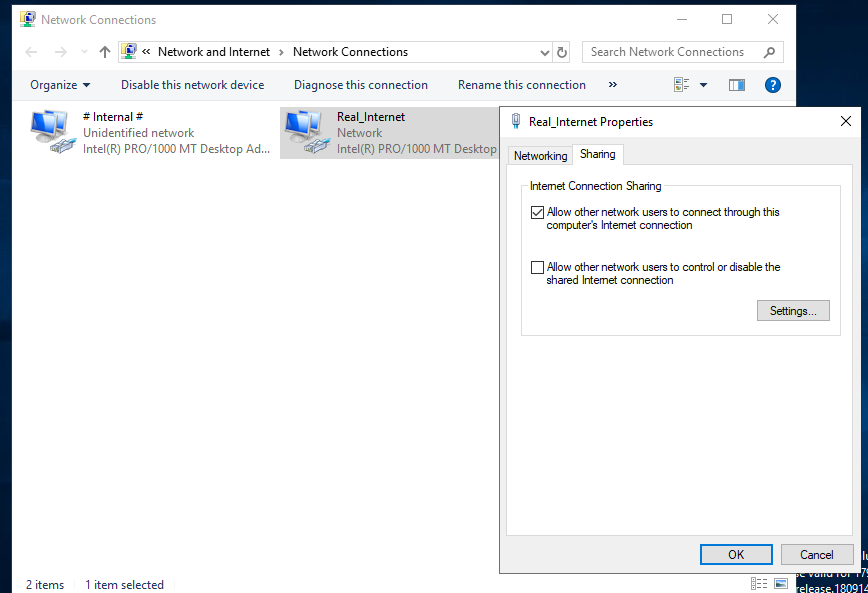 Network Connections
« Network and Internet › Network Connections
Search Network Connections
Organize
Disable this network device
Diagnose this connection
Rename this connection
»
?
# Internal #
Unidentified network
Intel(R) PRO/1000 MT Desktop Ad...
Real_Internet
Network
Intel(R) PRO/1000 MT Desktop
Real_Internet Properties
Networking
Sharing
Internet Connection Sharing
Allow other network users to connect through this
computer's Internet connection
Allow other network users to control or disable the
shared Internet connection
Settings...
OK
Cancel
2 items
1 item selected
valid for
release.180914